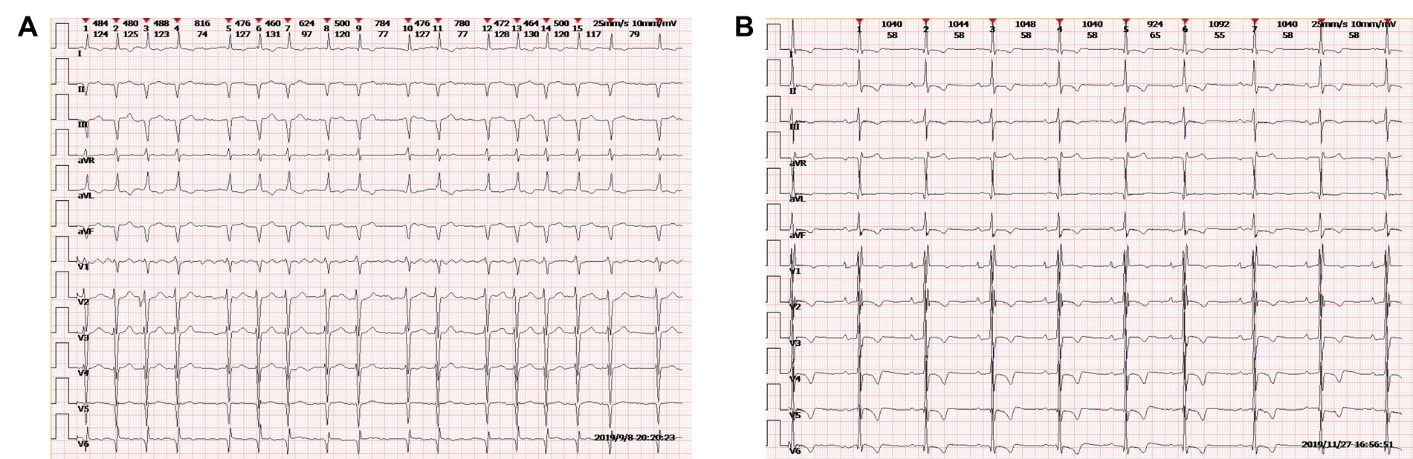 A
484 480 488 816 476 460 624 500 784 476 780 472 464 500 25mm/s 10mm/mV
1 2 3 4 5 6 7 8 9 10 11 12 13 14 15
124 125 123 74 127 131 97 120 77 127 77 128 130 120 117 79
I
II
III
aVR
aVL
aVF
V1
V2
V3
V4
V5
V6
2019/9/8 20:20:23
B
1040 1044 1048 1040 924 1092 1040 25mm/s 10mm/mV
1 2 3 4 5 6 7
58 58 58 58 65 55 58 58
I
II
III
aVR
aVL
aVF
V1
V2
V3
V4
V5
V6
2019/11/27 16:56:51